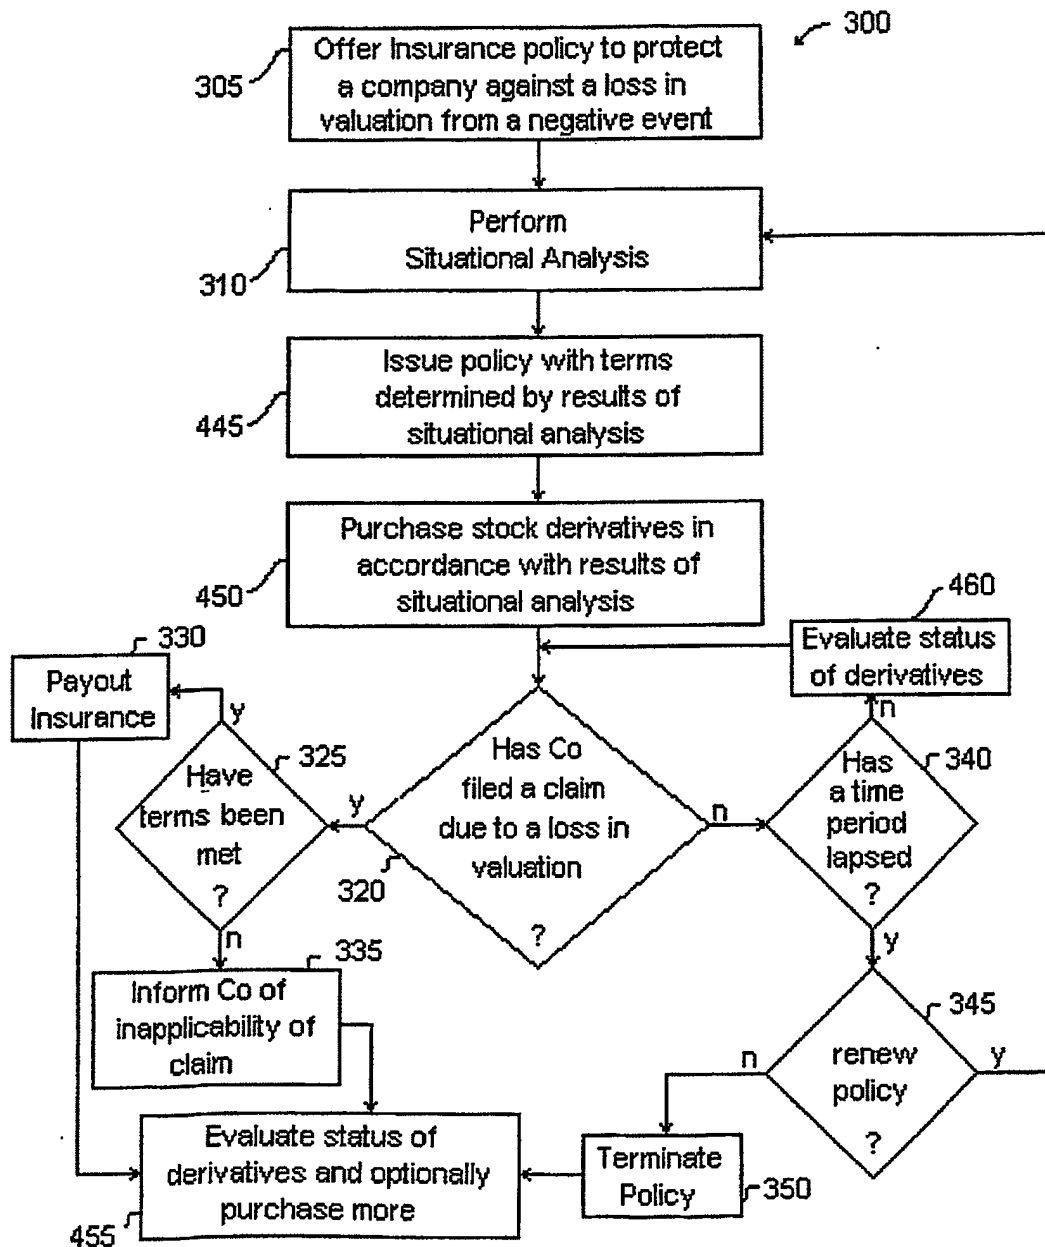 300
Offer Insurance policy to protect
a company against a loss in
valuation from a negative event
305
Perform
Situational Analysis
310
Issue policy with terms
determined by results of
situational analysis
445
Purchase stock derivatives in
accordance with results of
situational analysis
450
460
Evaluate status
of derivatives
n
330
Payout
Insurance
y
325
Have
terms been
met
?
y
Has Co
filed a claim
due to a loss in
valuation
?
320
n
340
Has
a time
period
lapsed
?
y
n
335
Inform Co of
inapplicability of
claim
345
renew
policy
?
n
y
Evaluate status of
derivatives and optionally
purchase more
455
Terminate
Policy
350